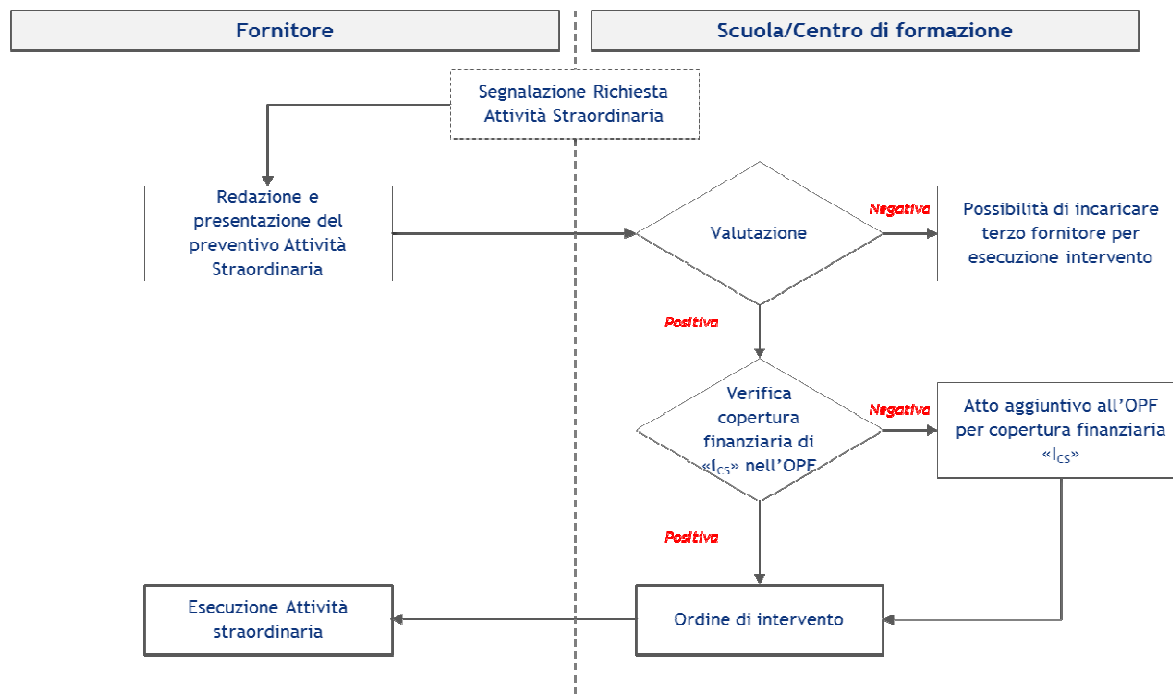 Fornitore
Scuola/Centro di formazione
Segnalazione Richiesta
Attività Straordinaria
Redazione e
presentazione del
preventivo Attività
Straordinaria
Valutazione
Negativa
Possibilità di incaricare
terzo fornitore per
esecuzione intervento
Positiva
Verifica
copertura
finanziaria di
«ICS» nell'OPF
Negativa
Atto aggiuntivo all'OPF
per copertura finanziaria
«ICS»
Positiva
Esecuzione Attività
straordinaria
Ordine di intervento